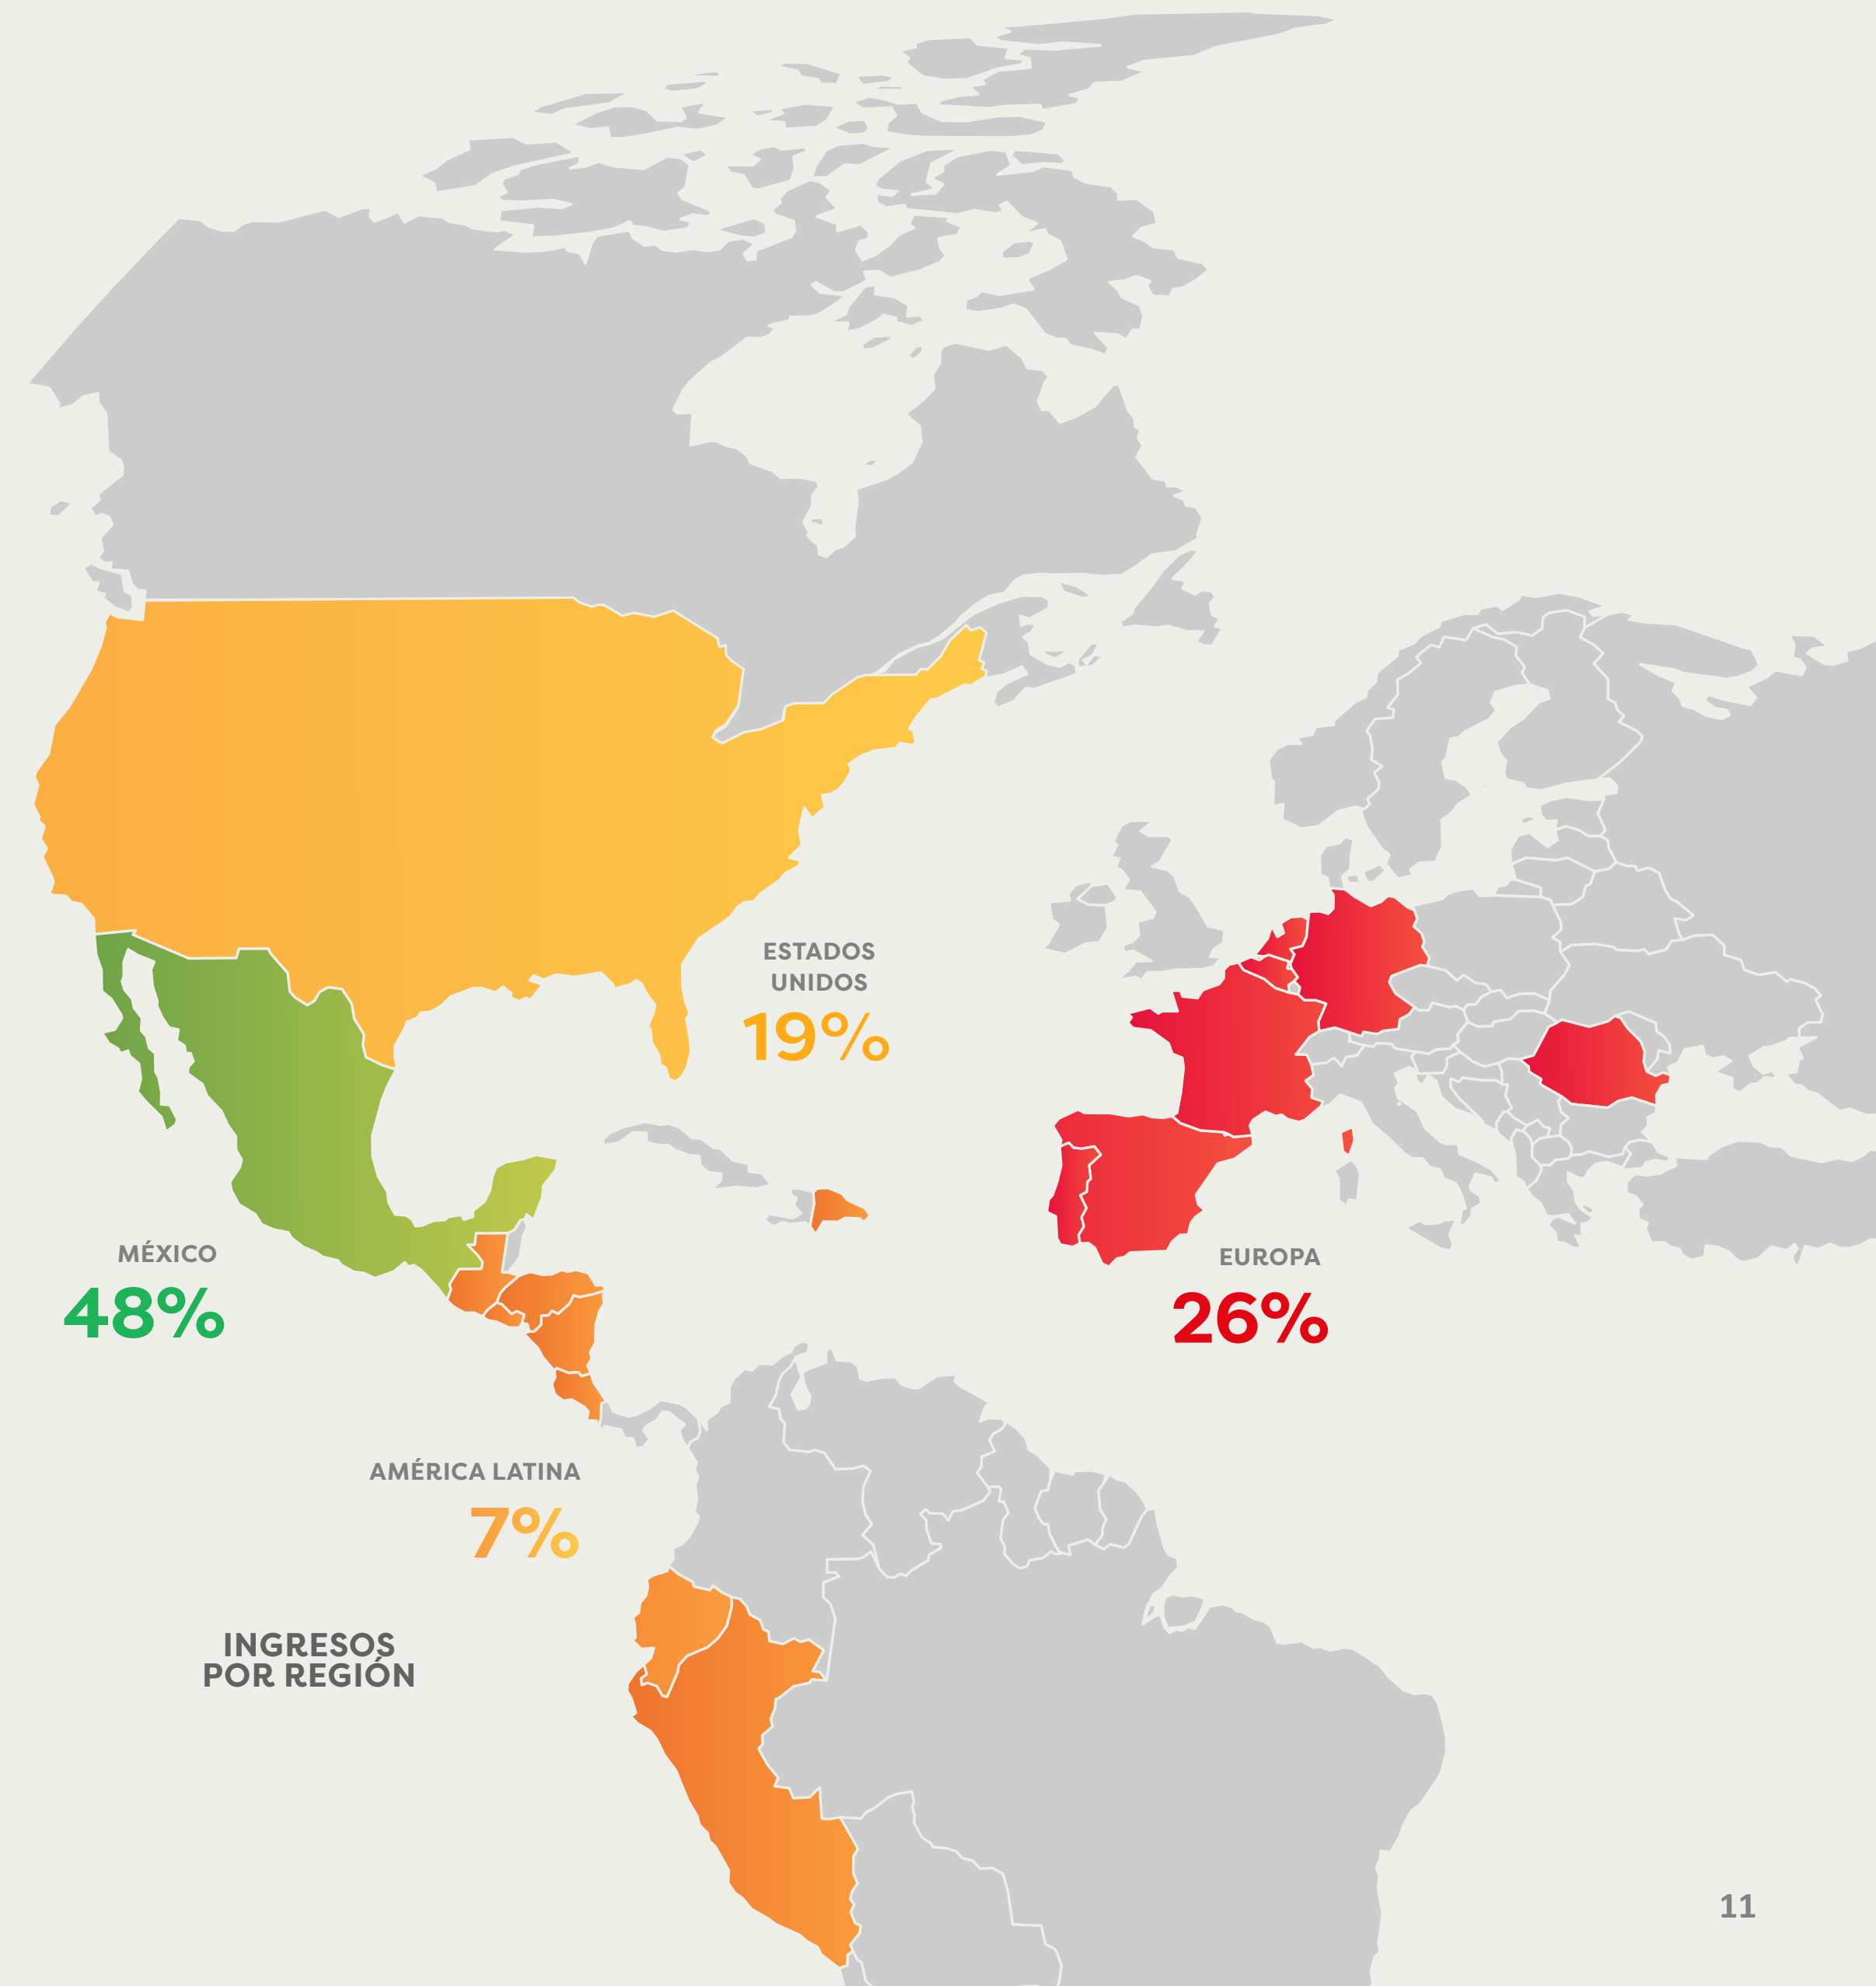 ESTADOS
UNIDOS
19%
MÉXICO
48%
EUROPA
26%
AMÉRICA LATINA
7%
INGRESOS
POR REGIÓN
11